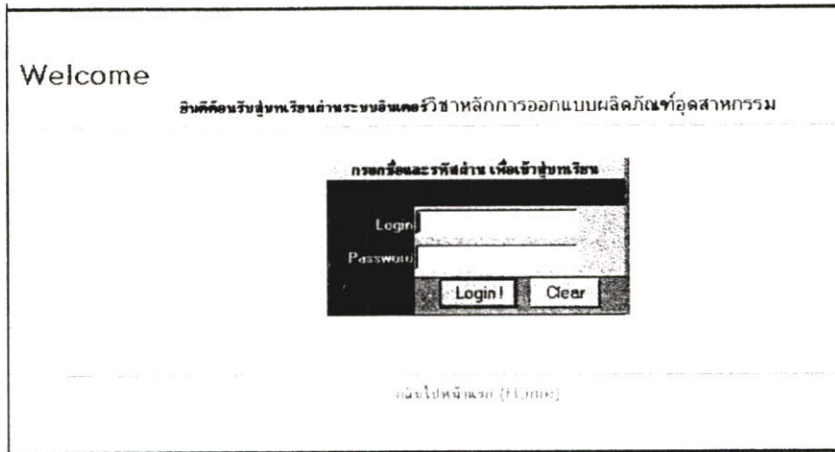 Welcome
ยินดีต้อนรับสู่บทเรียนผ่านระบบอินเตอร์วิชาหลักการออกแบบผลิตภัณฑ์อุตสาหกรรม
กรอกชื่อและรหัสผ่าน เพื่อเข้าสู่บทเรียน
Login
Password
Login! Clear
กลับไปหน้าแรก (Home)